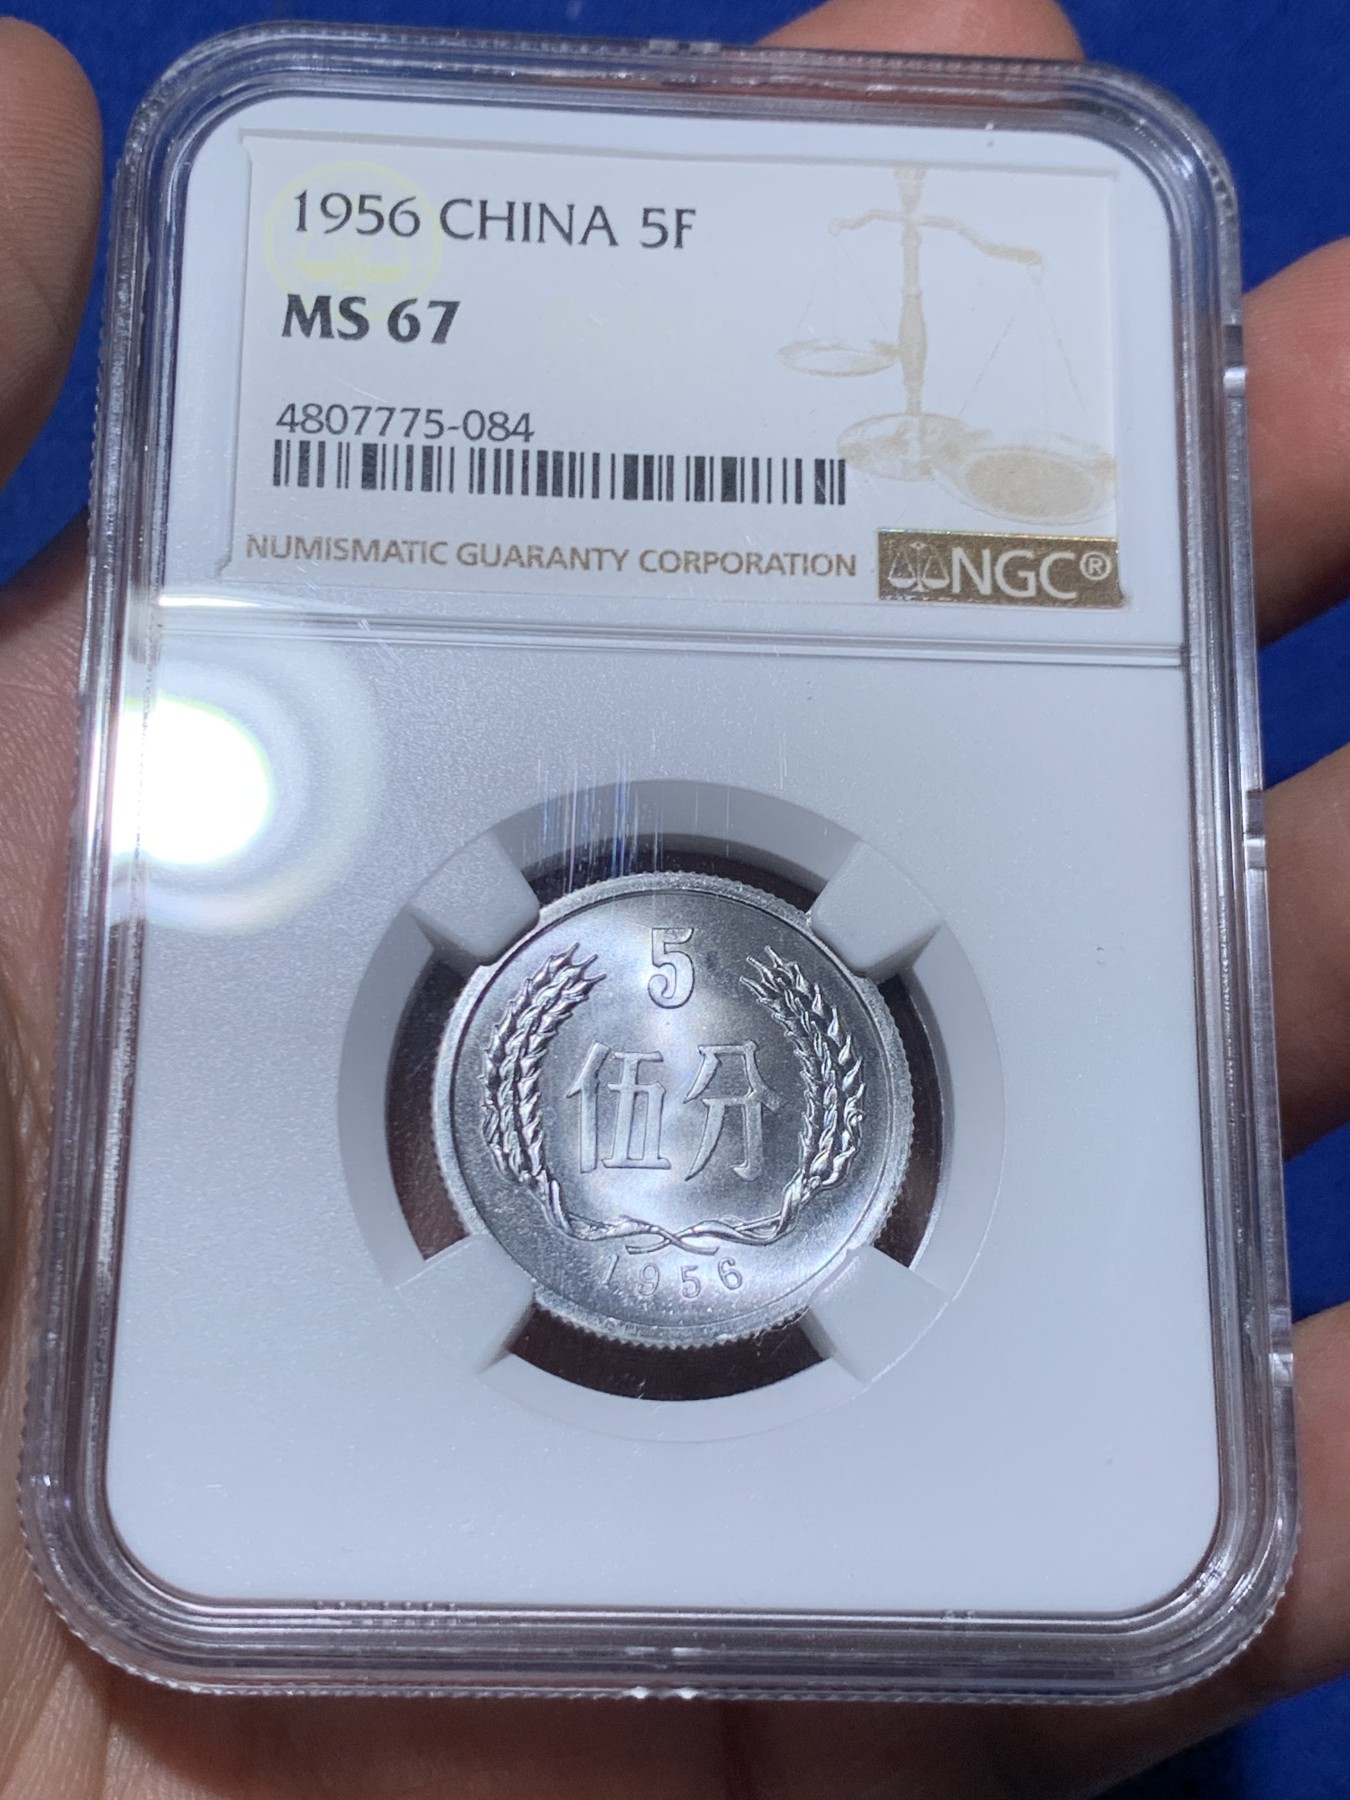 1956 CHINA 5F
MS 67
4807775-084
NUMISMATIC GUARANTY CORPORATION
NGC®
5
伍分
1956